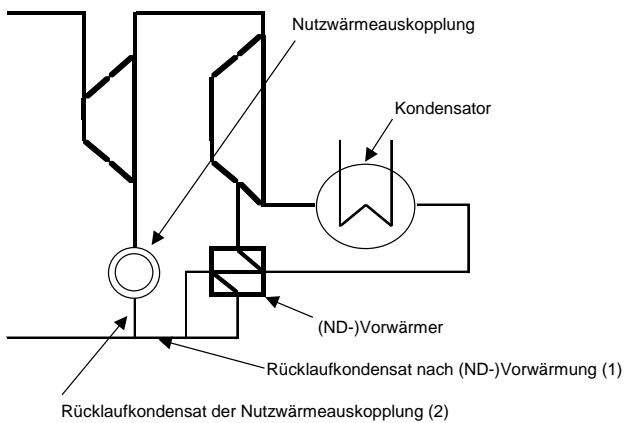 Nutzwärmeauskopplung
Kondensator
(ND-)Vorwärmer
Rücklaufkondensat nach (ND-)Vorwärmung (1)
Rücklaufkondensat der Nutzwärmeauskopplung (2)